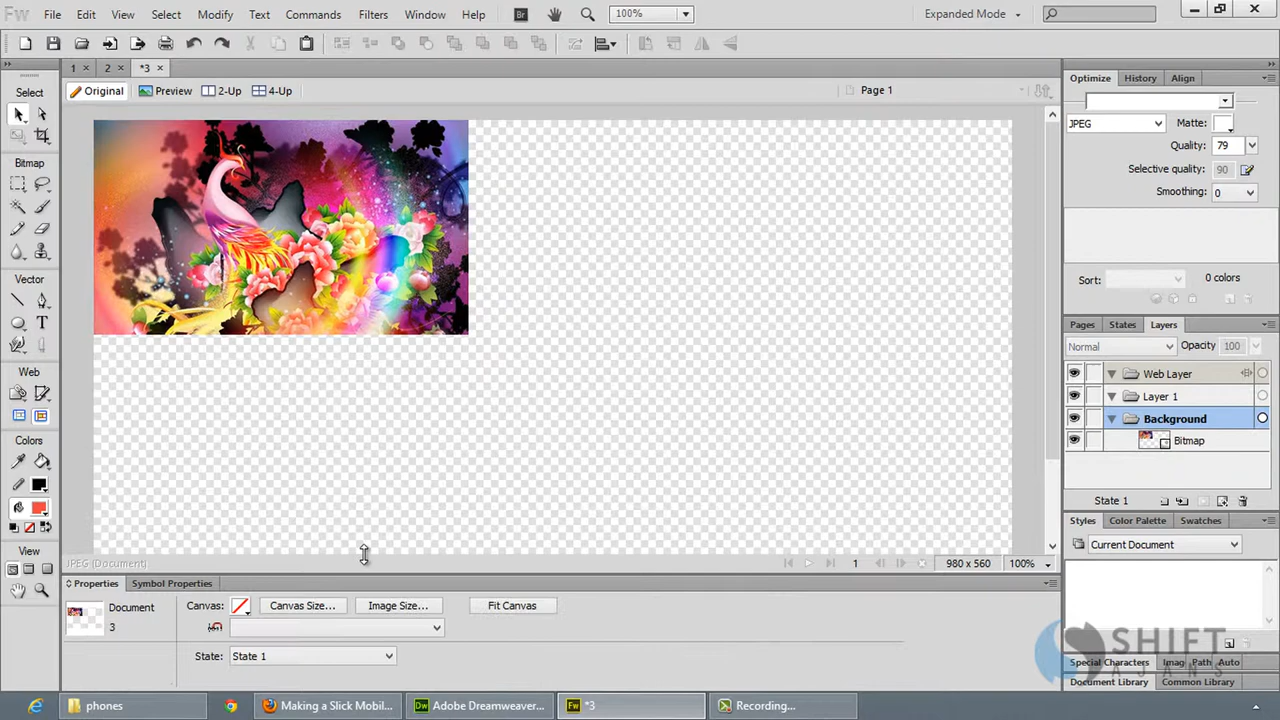 Fw File Edit View Select Modify Text Commands Filters Window Help Br 100% Expanded Mode
1 2 *3
Original Preview 2-Up 4-Up Page 1
Select
Bitmap
Vector
Web
Colors
View
Optimize History Align
JPEG Matte:
Quality: 79
Selective quality: 90
Smoothing: 0
Sort: 0 colors
Pages States Layers
Normal Opacity 100
Web Layer
Layer 1
Background
Bitmap
State 1
Styles Color Palette Swatches
Current Document
JPEG (Document) 1 980 x 560 100%
Properties Symbol Properties
Document Canvas: Canvas Size... Image Size... Fit Canvas
3
State: State 1
SHIFT
AJANS
Special Characters Imag Path Auto
Document Library Common Library
phones Making a Slick Mobil... Dw Adobe Dreamweaver... Fw *3 Recording...